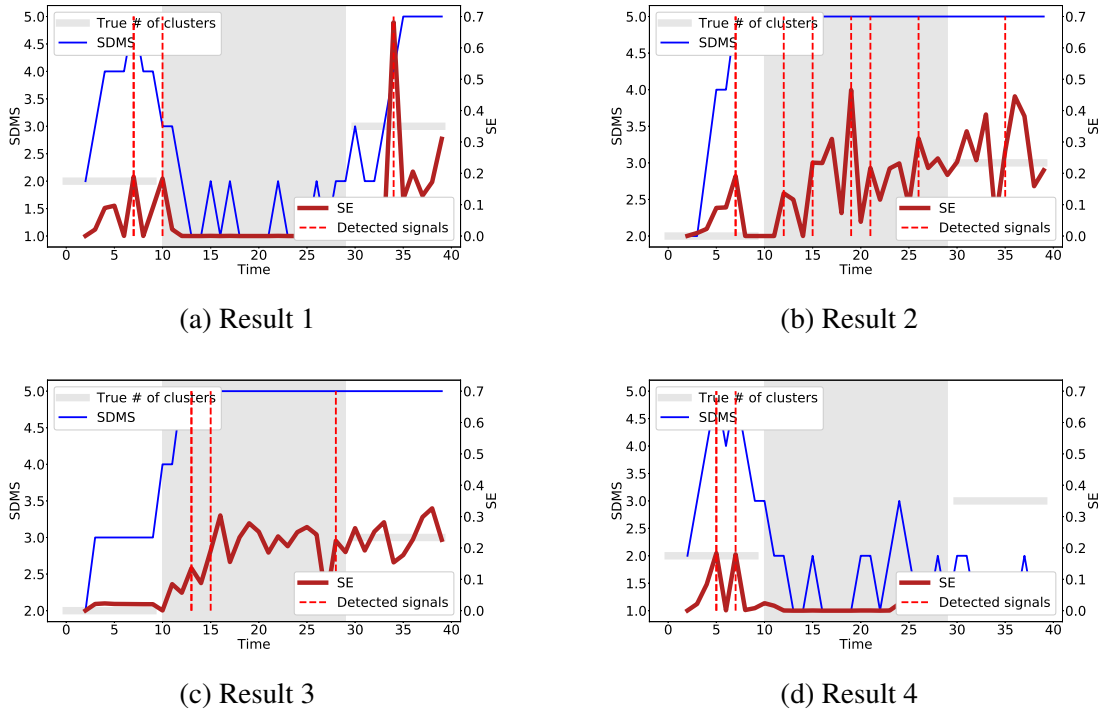 True # of clusters
SDMS
SE
Detected signals
5.0
4.5
4.0
3.5
3.0
2.5
2.0
1.5
1.0
SDMS
0.7
0.6
0.5
0.4
0.3
0.2
0.1
0.0
SE
0 5 10 15 20 25 30 35 40
Time
(a) Result 1
True # of clusters
SDMS
SE
Detected signals
5.0
4.5
4.0
3.5
3.0
2.5
2.0
SDMS
0.7
0.6
0.5
0.4
0.3
0.2
0.1
0.0
SE
0 5 10 15 20 25 30 35 40
Time
(b) Result 2
True # of clusters
SDMS
SE
Detected signals
5.0
4.5
4.0
3.5
3.0
2.5
2.0
SDMS
0.7
0.6
0.5
0.4
0.3
0.2
0.1
0.0
SE
0 5 10 15 20 25 30 35 40
Time
(c) Result 3
True # of clusters
SDMS
SE
Detected signals
5.0
4.5
4.0
3.5
3.0
2.5
2.0
1.5
1.0
SDMS
0.7
0.6
0.5
0.4
0.3
0.2
0.1
0.0
SE
0 5 10 15 20 25 30 35 40
Time
(d) Result 4